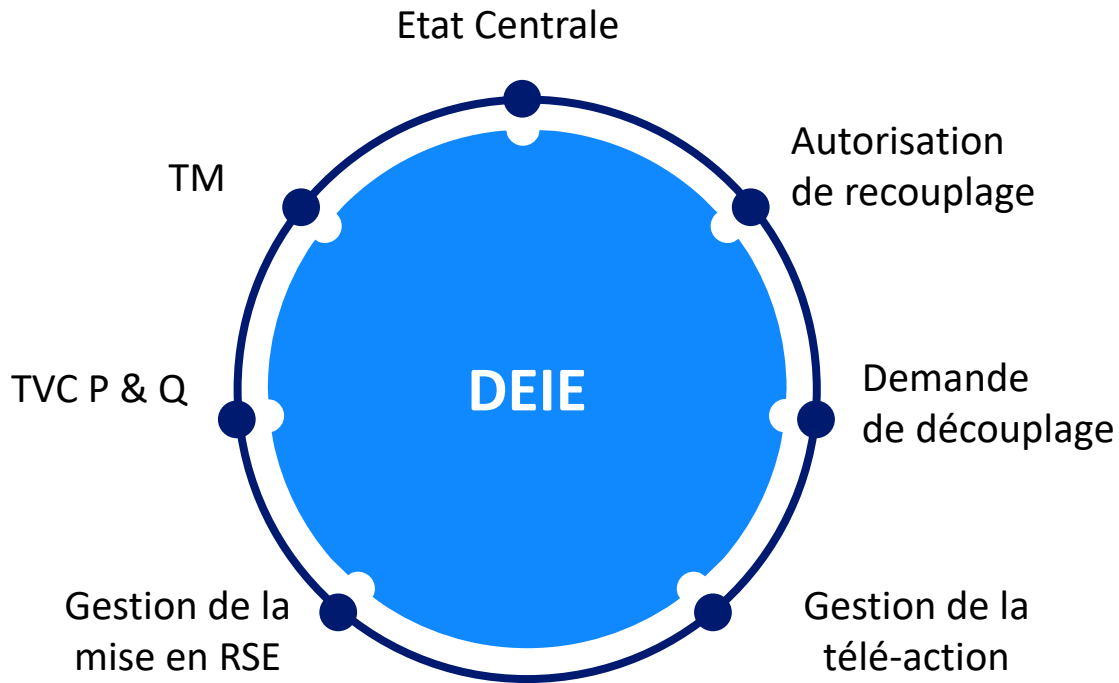 Etat Centrale
Autorisation
de recouplage
TM
DEIE
TVC P & Q
Demande
de découplage
Gestion de la
mise en RSE
Gestion de la
télé-action